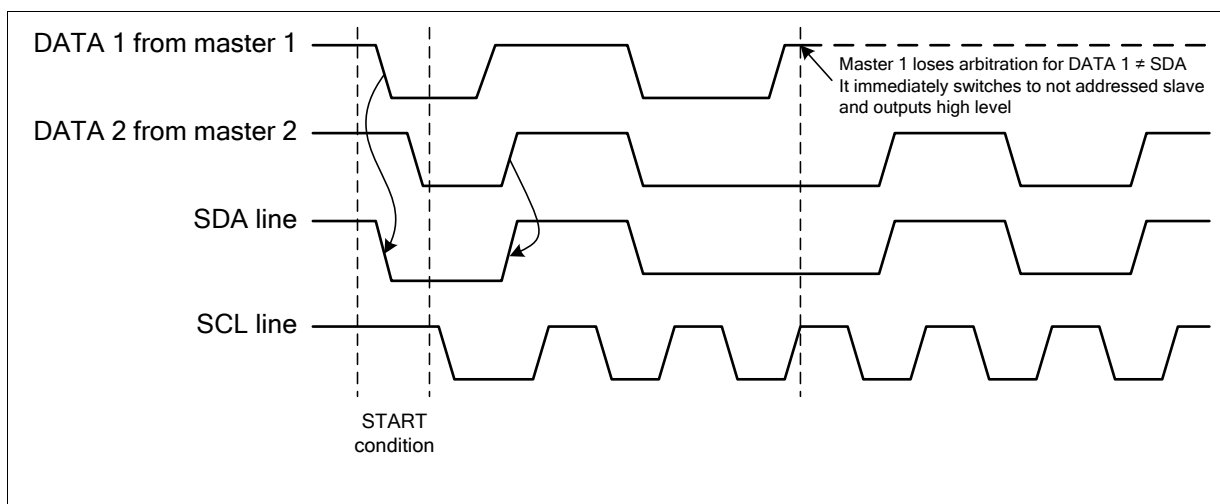 DATA 1 from master 1
Master 1 loses arbitration for DATA 1 ≠ SDA
It immediately switches to not addressed slave
and outputs high level
DATA 2 from master 2
SDA line
SCL line
START
condition